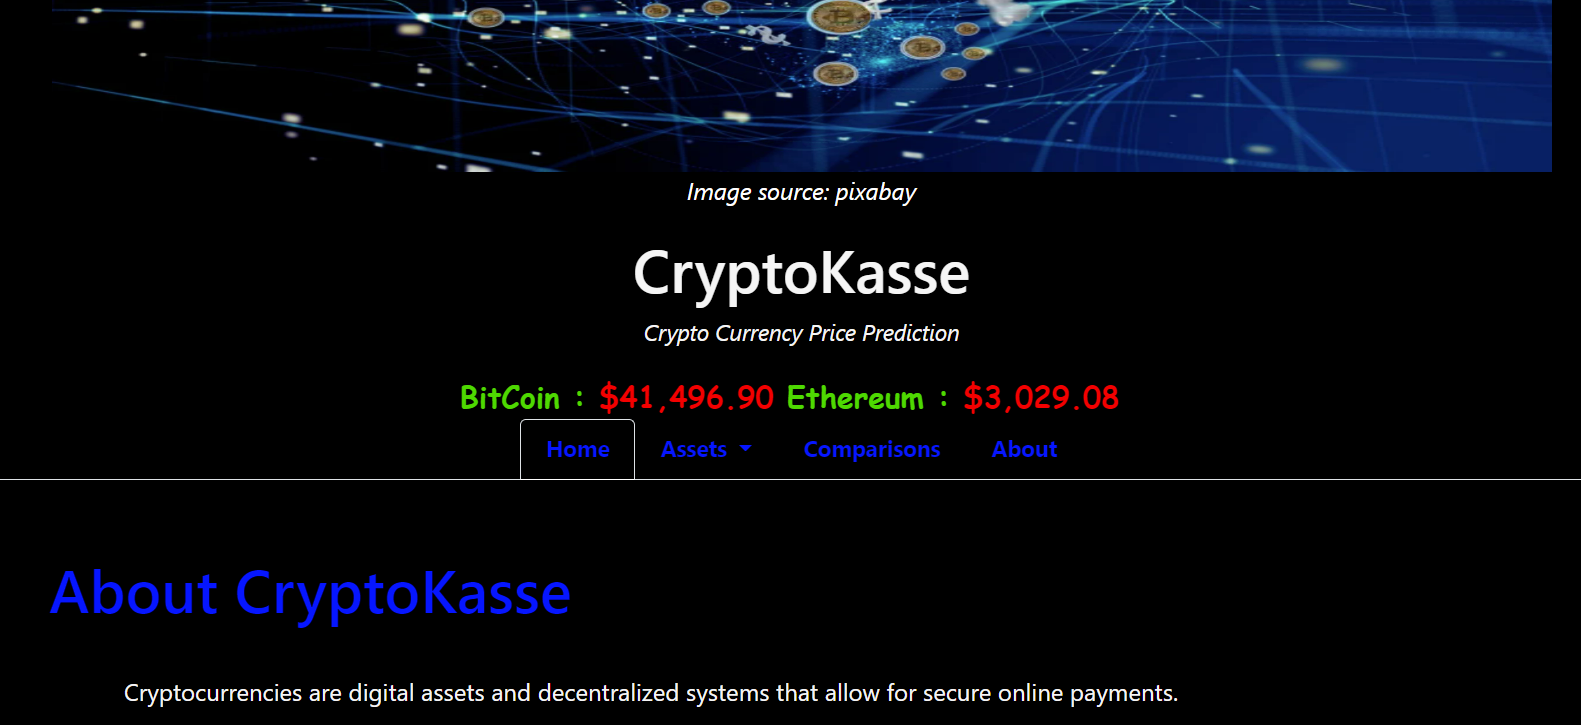 Image source: pixabay
CryptoKasse
Crypto Currency Price Prediction
BitCoin : $41,496.90 Ethereum : $3,029.08
Home Assets Comparisons About
About CryptoKasse
Cryptocurrencies are digital assets and decentralized systems that allow for secure online payments.